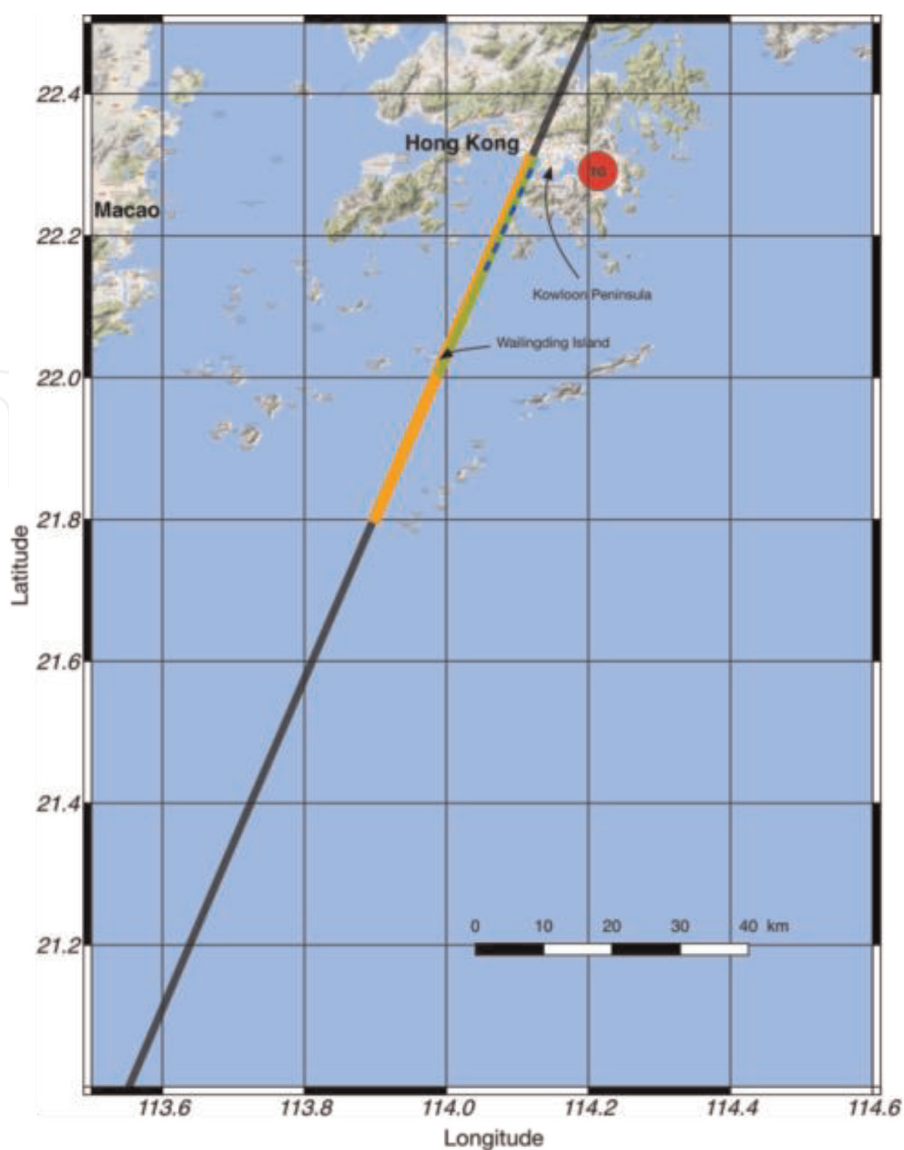 22.4
Hong Kong
TG
Macao
22.2
Kowloon Peninsula
Wailingding Island
22.0
21.8
Latitude
21.6
21.4
0 10 20 30 40 km
21.2
113.6 113.8 114.0 114.2 114.4 114.6
Longitude